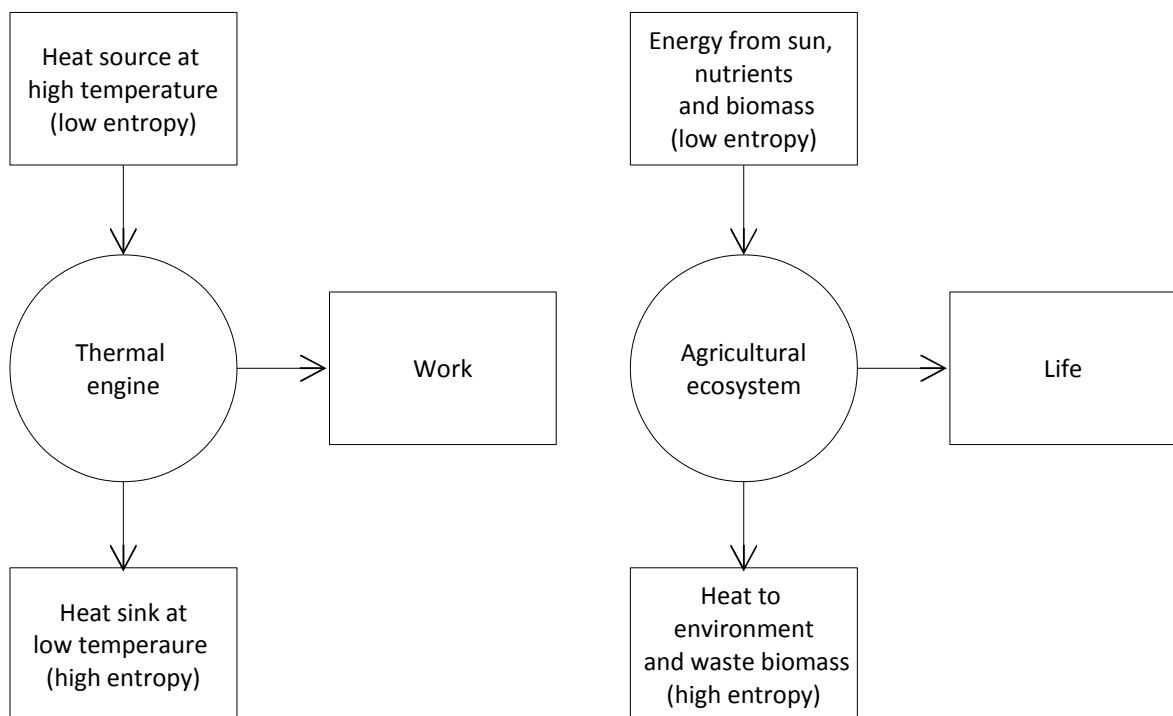 Heat source at
high temperature
(low entropy)
Thermal
engine
Work
Heat sink at
low temperaure
(high entropy)
Energy from sun,
nutrients
and biomass
(low entropy)
Agricultural
ecosystem
Life
Heat to
environment
and waste biomass
(high entropy)